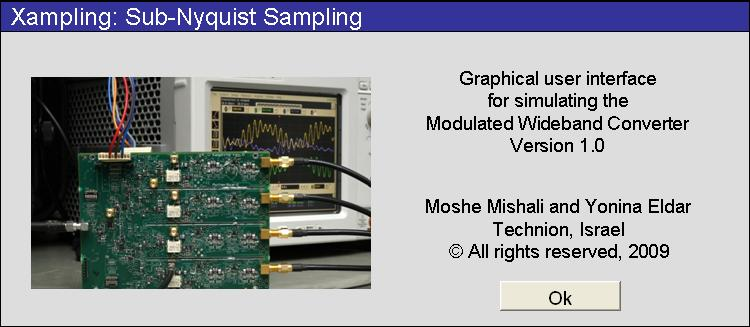 Xampling: Sub-Nyquist Sampling
Graphical user interface
for simulating the
Modulated Wideband Converter
Version 1.0
Moshe Mishali and Yonina Eldar
Technion, Israel
© All rights reserved, 2009
Ok